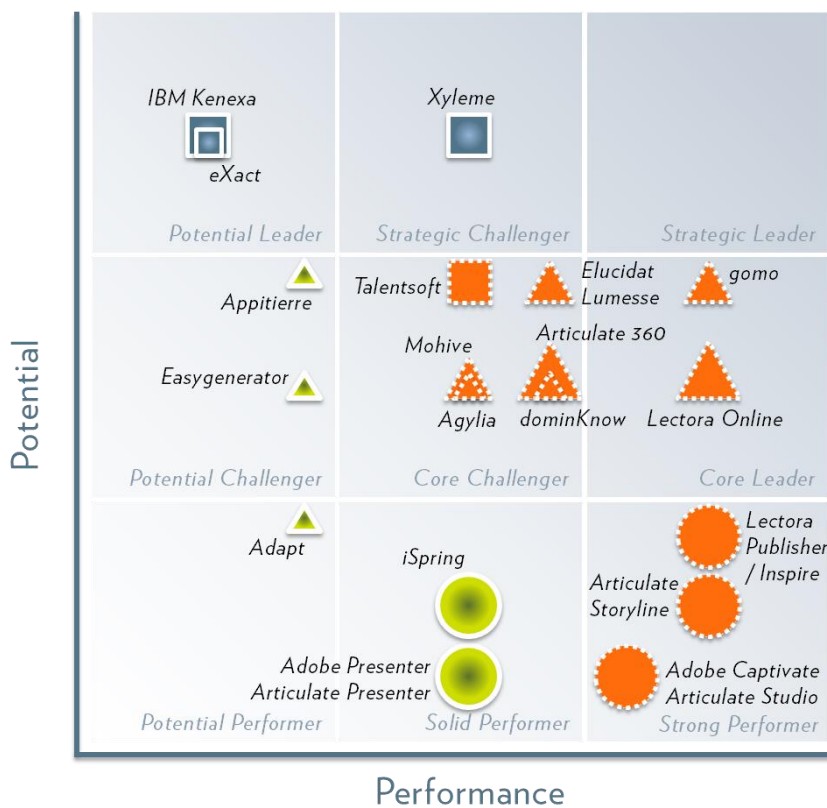 IBM Kenexa
Xyleme
eXact
Potential Leader
Strategic Challenger
Strategic Leader
Appitierre
Talentsoft
Elucidat
Lumesse
gomo
Mohive
Articulate 360
Easygenerator
Agylia
dominKnow
Lectora Online
Potential Challenger
Core Challenger
Core Leader
Adapt
iSpring
Lectora
Publisher
/ Inspire
Articulate
Storyline
Adobe Presenter
Articulate Presenter
Adobe Captivate
Articulate Studio
Potential Performer
Solid Performer
Strong Performer
Potential
Performance